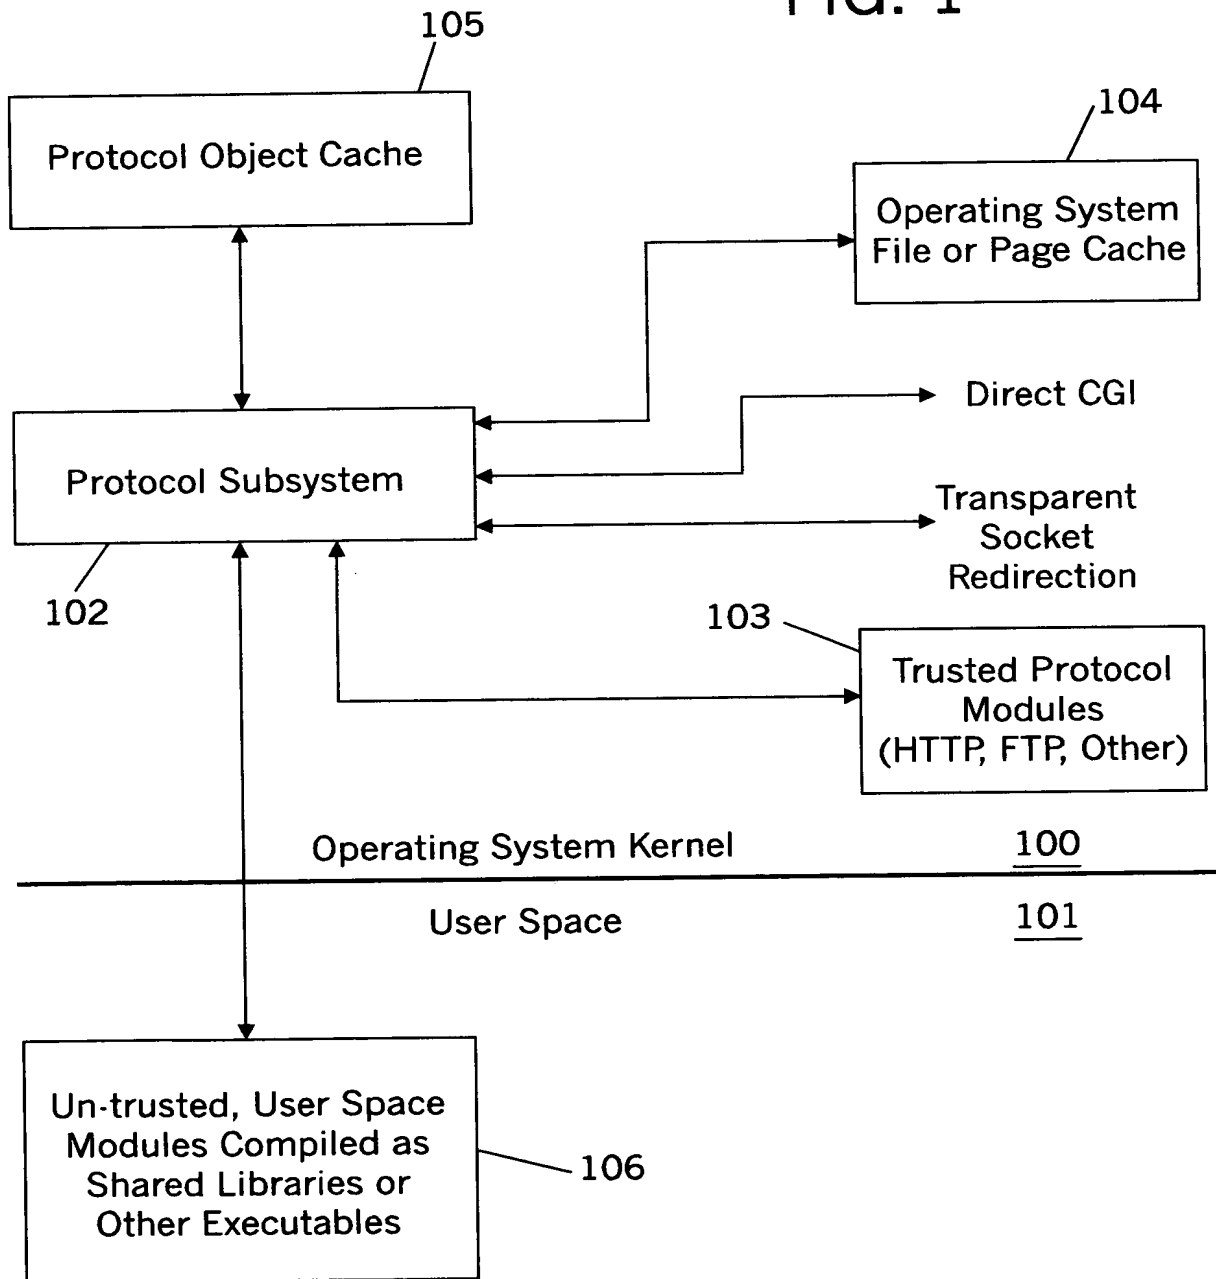 FIG. 1
105
104
Protocol Object Cache
Operating System
File or Page Cache
Direct CGI
Protocol Subsystem
Transparent
Socket
Redirection
102
103
Trusted Protocol
Modules
(HTTP, FTP, Other)
Operating System Kernel
100
User Space
101
Un-trusted, User Space
Modules Compiled as
Shared Libraries or
Other Executables
106